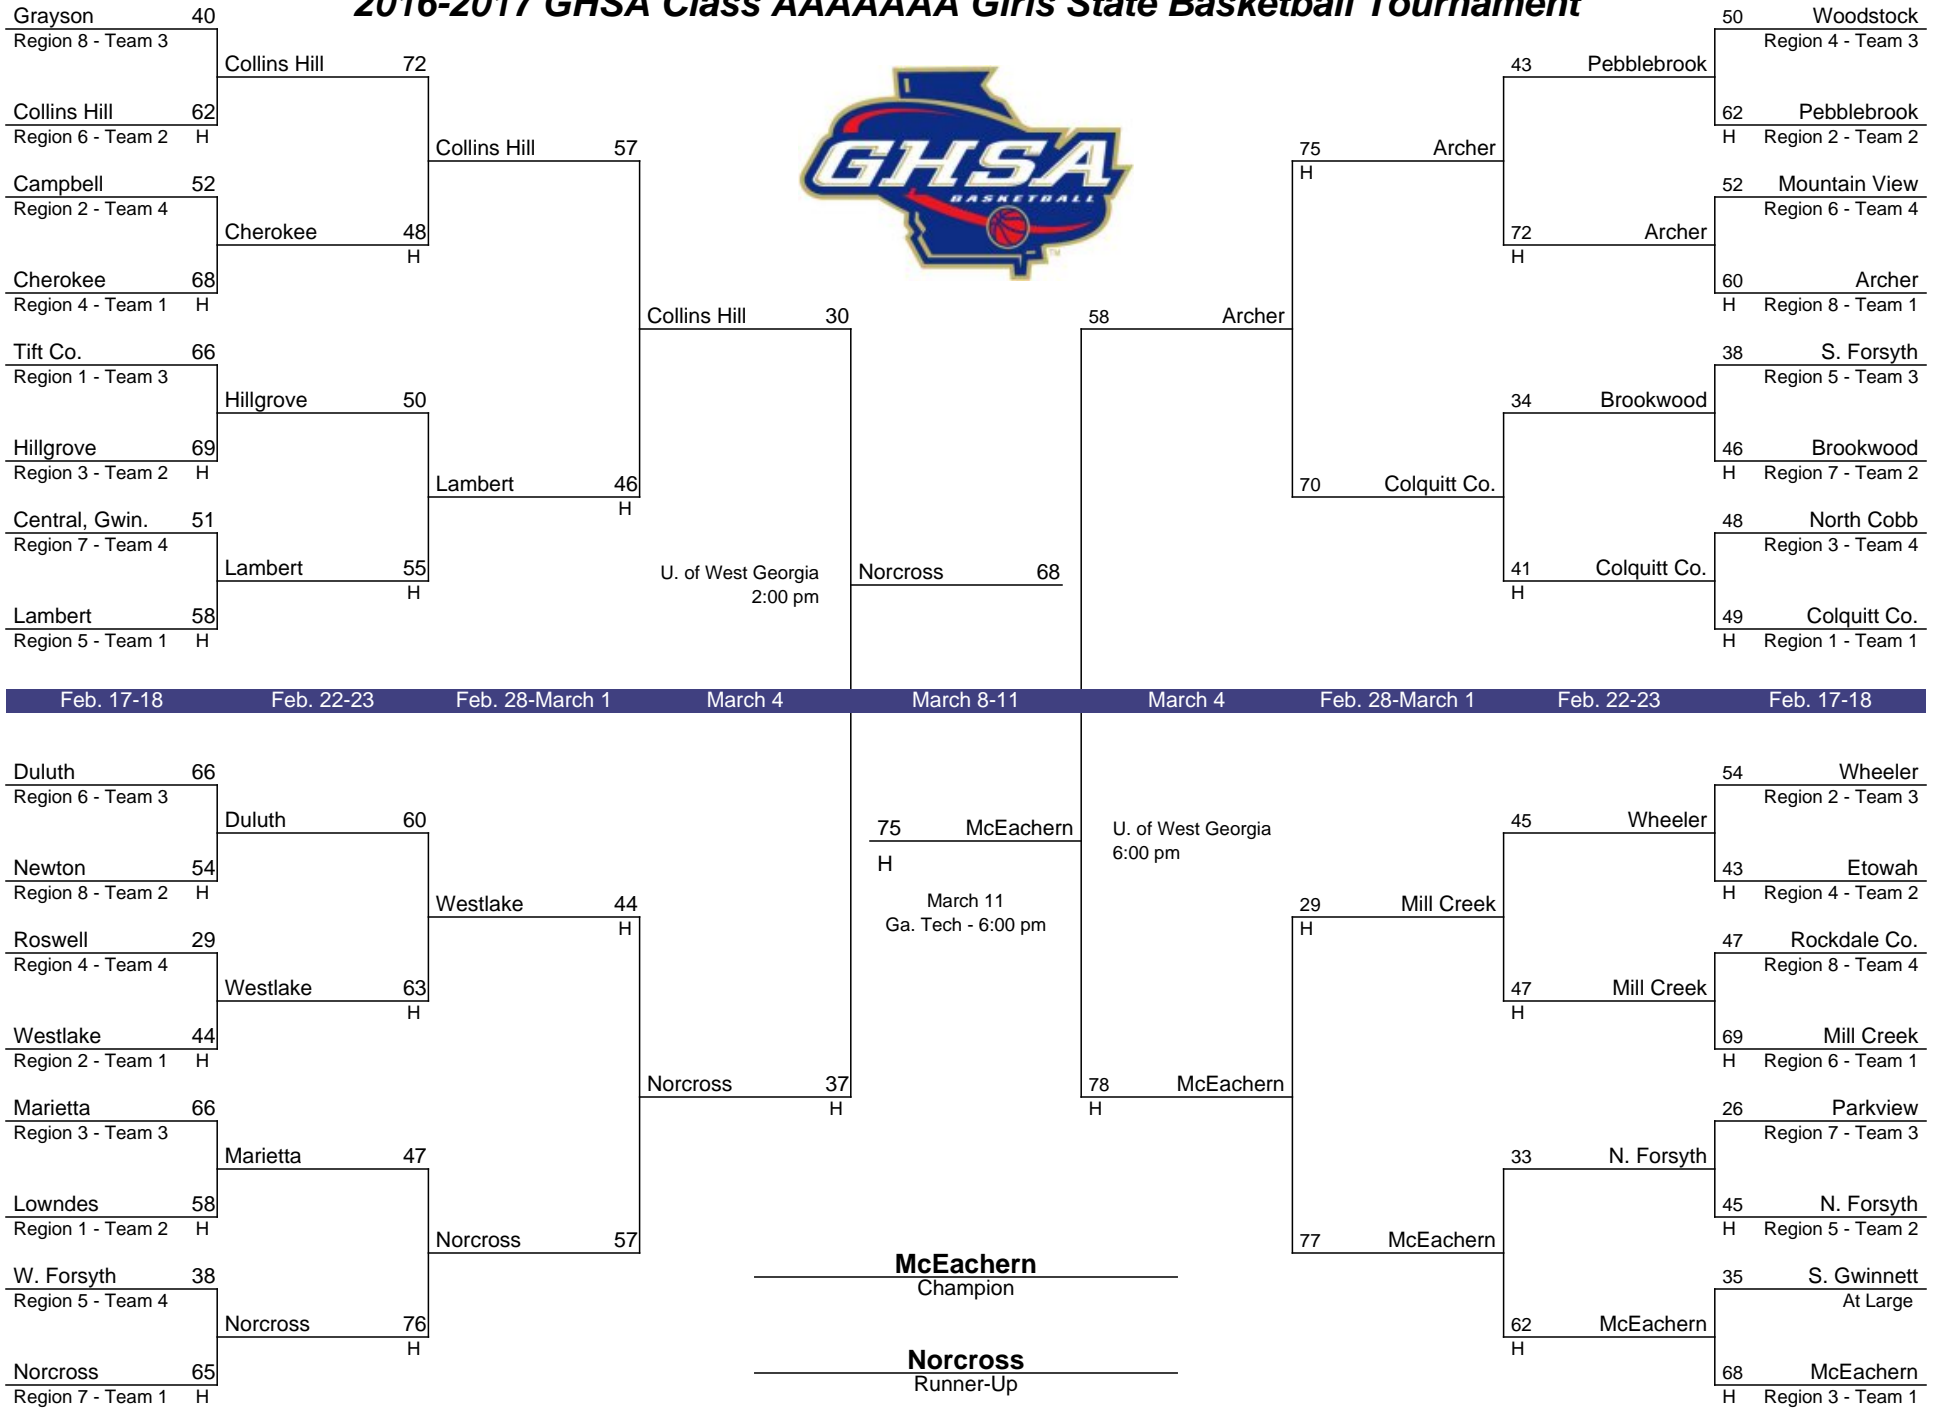 2016-2017 GHSA Class AAAAAAA Girls State Basketball Tournament
GHSA
BASKETBALL
TM
Grayson 40
Region 8 - Team 3
Collins Hill 72
Collins Hill 62
Region 6 - Team 2 H
Collins Hill 57
Campbell 52
Region 2 - Team 4
Cherokee 48
H
Cherokee 68
Region 4 - Team 1 H
Collins Hill 30
Tift Co. 66
Region 1 - Team 3
Hillgrove 50
Hillgrove 69
Region 3 - Team 2 H
Lambert 46
H
Central, Gwin. 51
Region 7 - Team 4
Lambert 55
H
Lambert 58
Region 5 - Team 1 H
U. of West Georgia
2:00 pm
Norcross 68
50 Woodstock
Region 4 - Team 3
43 Pebblebrook
62 Pebblebrook
H Region 2 - Team 2
75 Archer
H
52 Mountain View
Region 6 - Team 4
72 Archer
H
60 Archer
H Region 8 - Team 1
58 Archer
38 S. Forsyth
Region 5 - Team 3
34 Brookwood
46 Brookwood
H Region 7 - Team 2
70 Colquitt Co.
48 North Cobb
Region 3 - Team 4
41 Colquitt Co.
H
49 Colquitt Co.
H Region 1 - Team 1
Feb. 17-18 Feb. 22-23 Feb. 28-March 1 March 4 March 8-11 March 4 Feb. 28-March 1 Feb. 22-23 Feb. 17-18
Duluth 66
Region 6 - Team 3
Duluth 60
Newton 54
Region 8 - Team 2 H
Westlake 44
H
Roswell 29
Region 4 - Team 4
Westlake 63
H
Westlake 44
Region 2 - Team 1 H
Norcross 37
H
Marietta 66
Region 3 - Team 3
Marietta 47
Lowndes 58
Region 1 - Team 2 H
Norcross 57
W. Forsyth 38
Region 5 - Team 4
Norcross 76
H
Norcross 65
Region 7 - Team 1 H
75 McEachern
H
March 11
Ga. Tech - 6:00 pm
U. of West Georgia
6:00 pm
54 Wheeler
Region 2 - Team 3
45 Wheeler
43 Etowah
H Region 4 - Team 2
29 Mill Creek
H
47 Rockdale Co.
Region 8 - Team 4
47 Mill Creek
H
69 Mill Creek
H Region 6 - Team 1
78 McEachern
H
26 Parkview
Region 7 - Team 3
33 N. Forsyth
45 N. Forsyth
H Region 5 - Team 2
77 McEachern
35 S. Gwinnett
At Large
62 McEachern
H
68 McEachern
H Region 3 - Team 1
McEachern
Champion
Norcross
Runner-Up